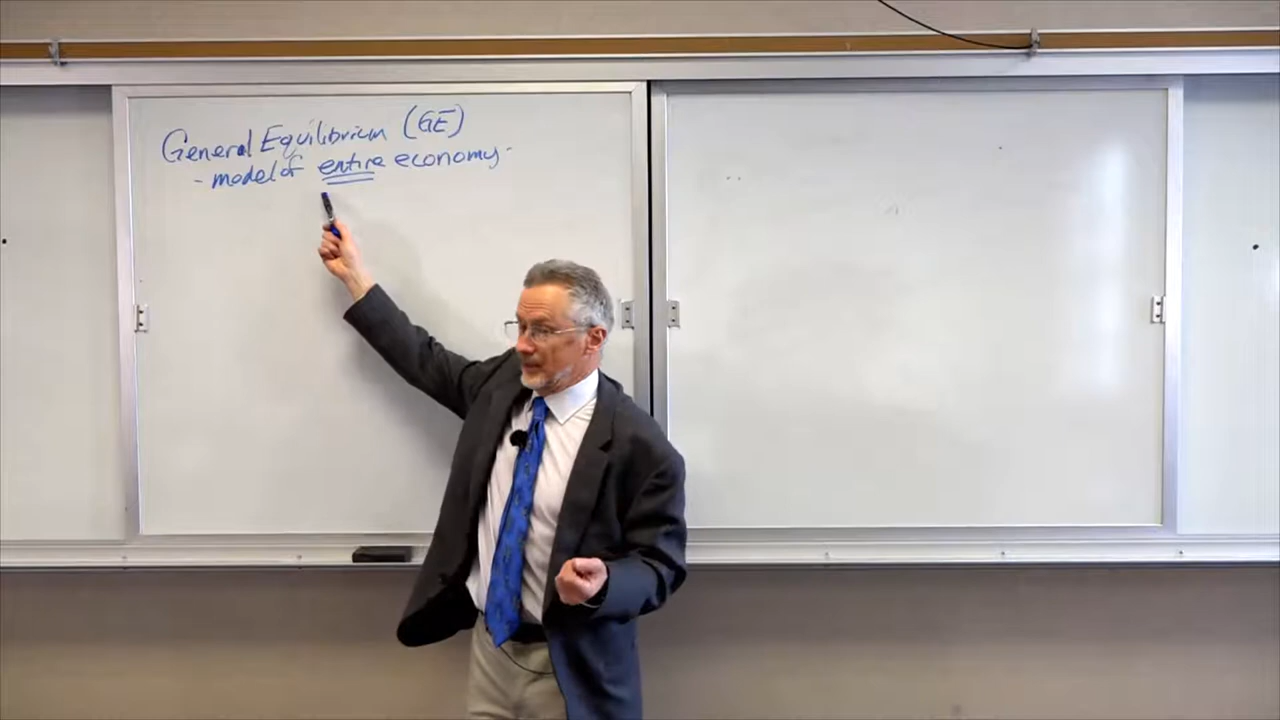 General Equilibrium (GE)
- model of entire economy.